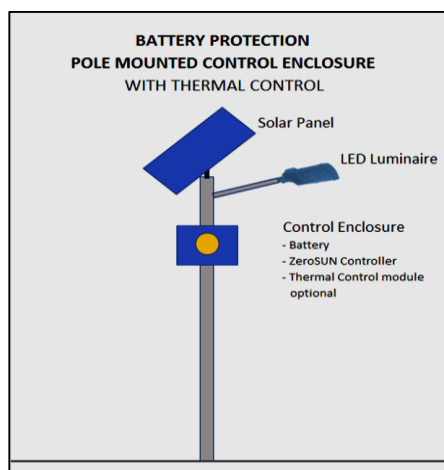 BATTERY PROTECTION
POLE MOUNTED CONTROL ENCLOSURE
WITH THERMAL CONTROL
Solar Panel
LED Luminaire
Control Enclosure
- Battery
- ZeroSUN Controller
- Thermal Control module
optional